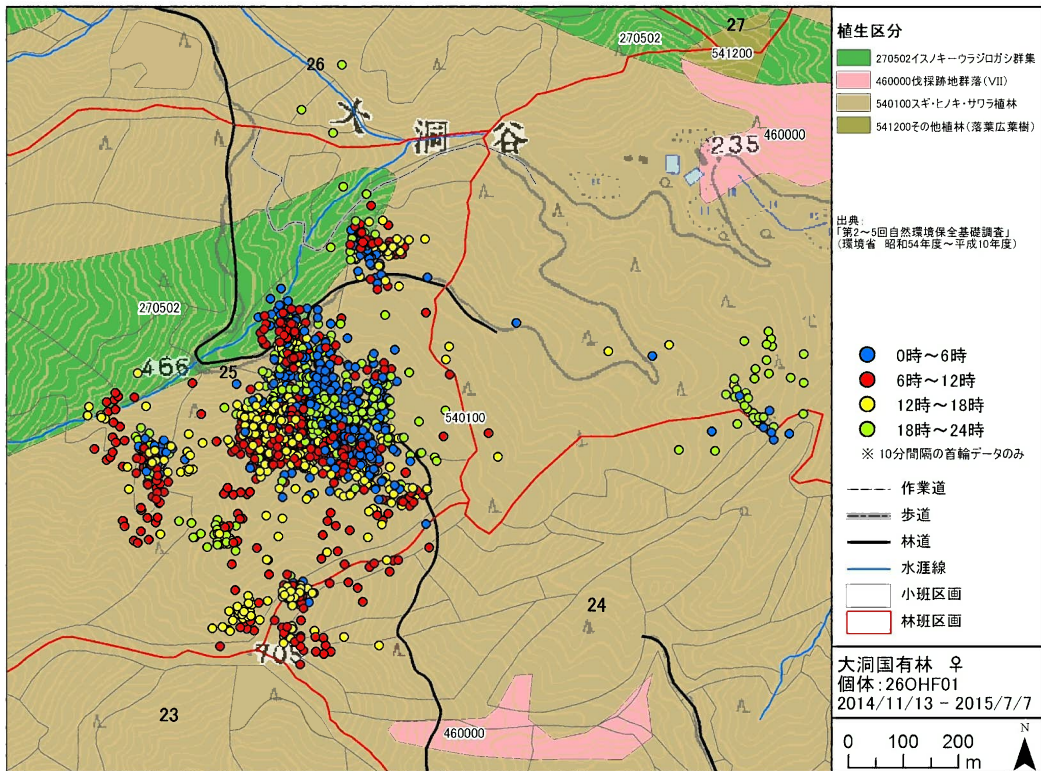 27
270502
541200
26
大
洞
谷
460000
235
270502
466
25
540100
24
405
23
460000
植生区分
270502イスノキーウラジロガシ群集
460000伐採跡地群落(VII)
540100スギ・ヒノキ・サワラ植林
541200その他植林(落葉広葉樹)
出典:
「第2～5回自然環境保全基礎調査」
(環境省 昭和54年度～平成10年度)
0時～6時
6時～12時
12時～18時
18時～24時
※ 10分間隔の首輪データのみ
作業道
歩道
林道
水涯線
小班区画
林班区画
大洞国有林 ♀
個体:26OHF01
2014/11/13 - 2015/7/7
N
0 100 200
m